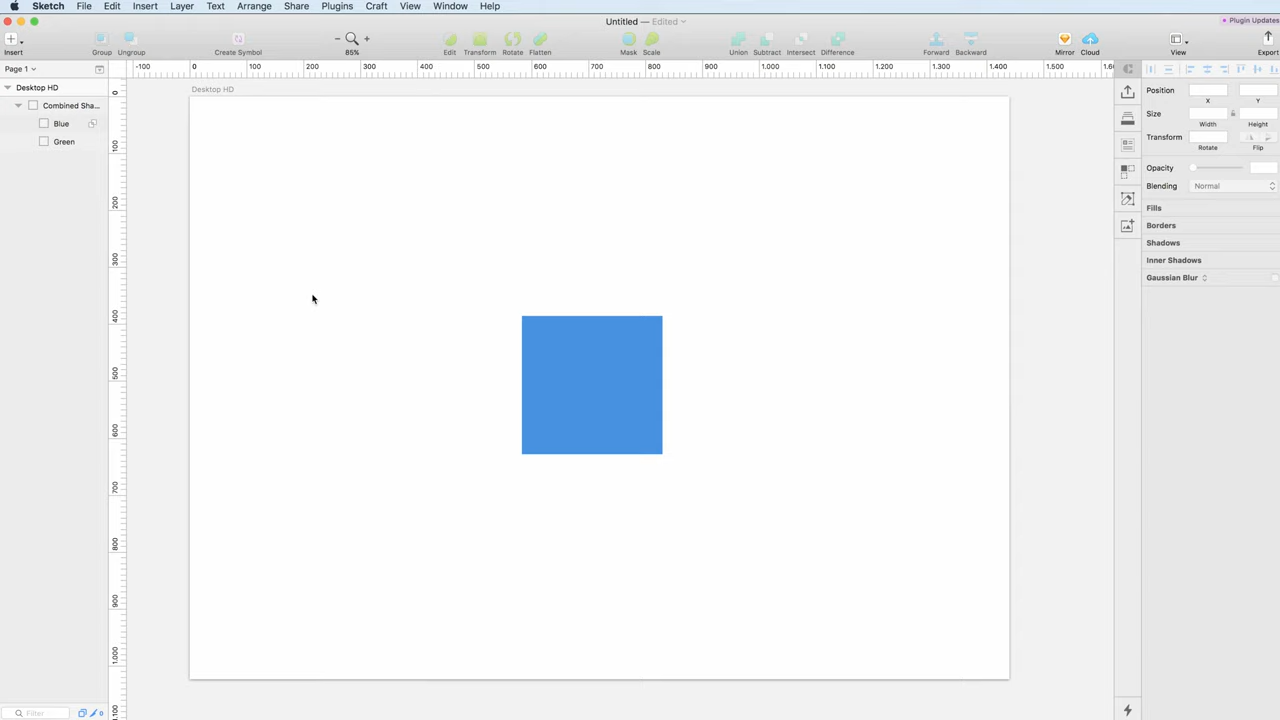 Sketch File Edit Insert Layer Text Arrange Share Plugins Craft View Window Help
Untitled — Edited
Plugin Updates
Insert Group Ungroup Create Symbol 85% Edit Transform Rotate Flatten Mask Scale Union Subtract Intersect Difference Forward Backward Mirror Cloud View Export
Page 1
-100 0 100 200 300 400 500 600 700 800 900 1.000 1.100 1.200 1.300 1.400 1.500
Desktop HD
Combined Sha...
Blue
Green
Desktop HD
0
100
200
300
400
500
600
700
800
900
1.000
1.100
Position
X Y
Size
Width Height
Transform
Rotate Flip
Opacity
Blending Normal
Fills
Borders
Shadows
Inner Shadows
Gaussian Blur
Filter 0